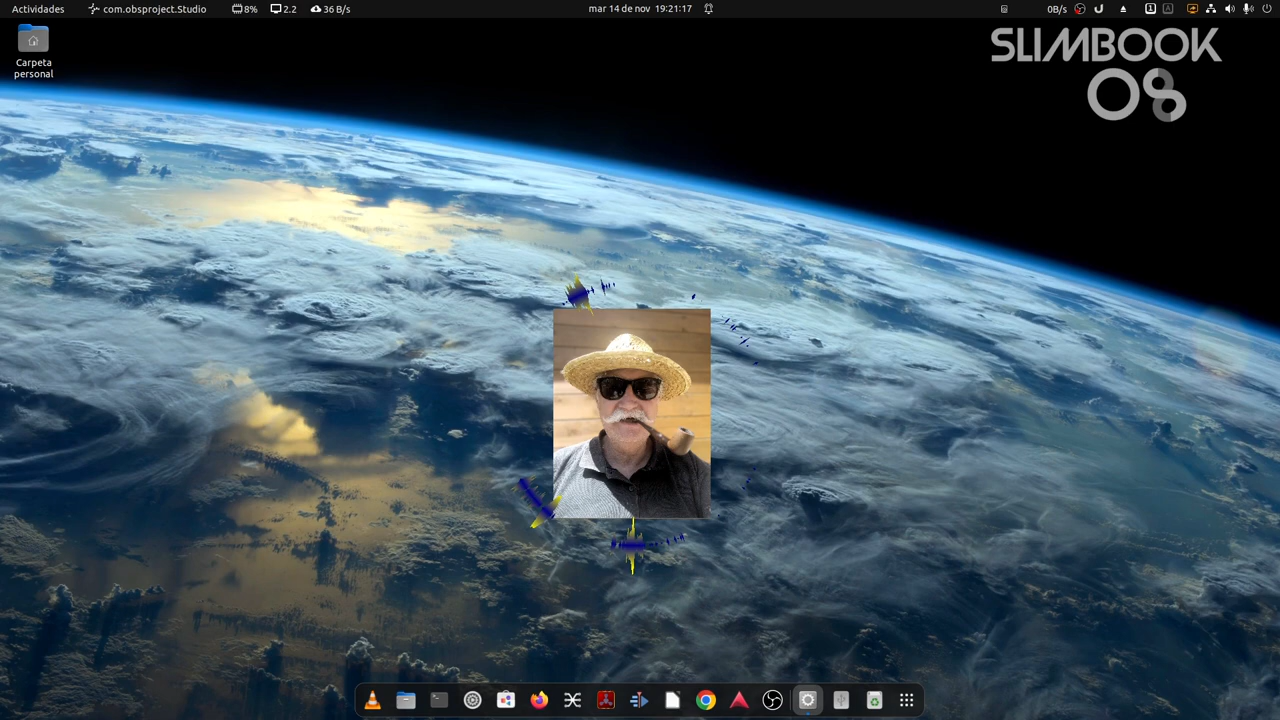 Actividades com.obsproject.Studio 8% 2.2 36 B/s mar 14 de nov 19:21:17 0B/s 1 A
Carpeta
personal
SLIMBOOK
OS